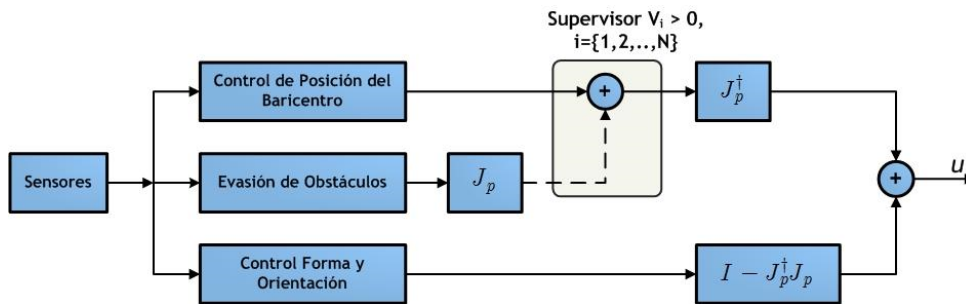 Supervisor V_i > 0,
i={1,2,..,N}
Control de Posición del
Baricentro
+
J_p^†
Sensores
Evasión de Obstáculos
J_p
+
u
Control Forma y
Orientación
I − J_p^† J_p